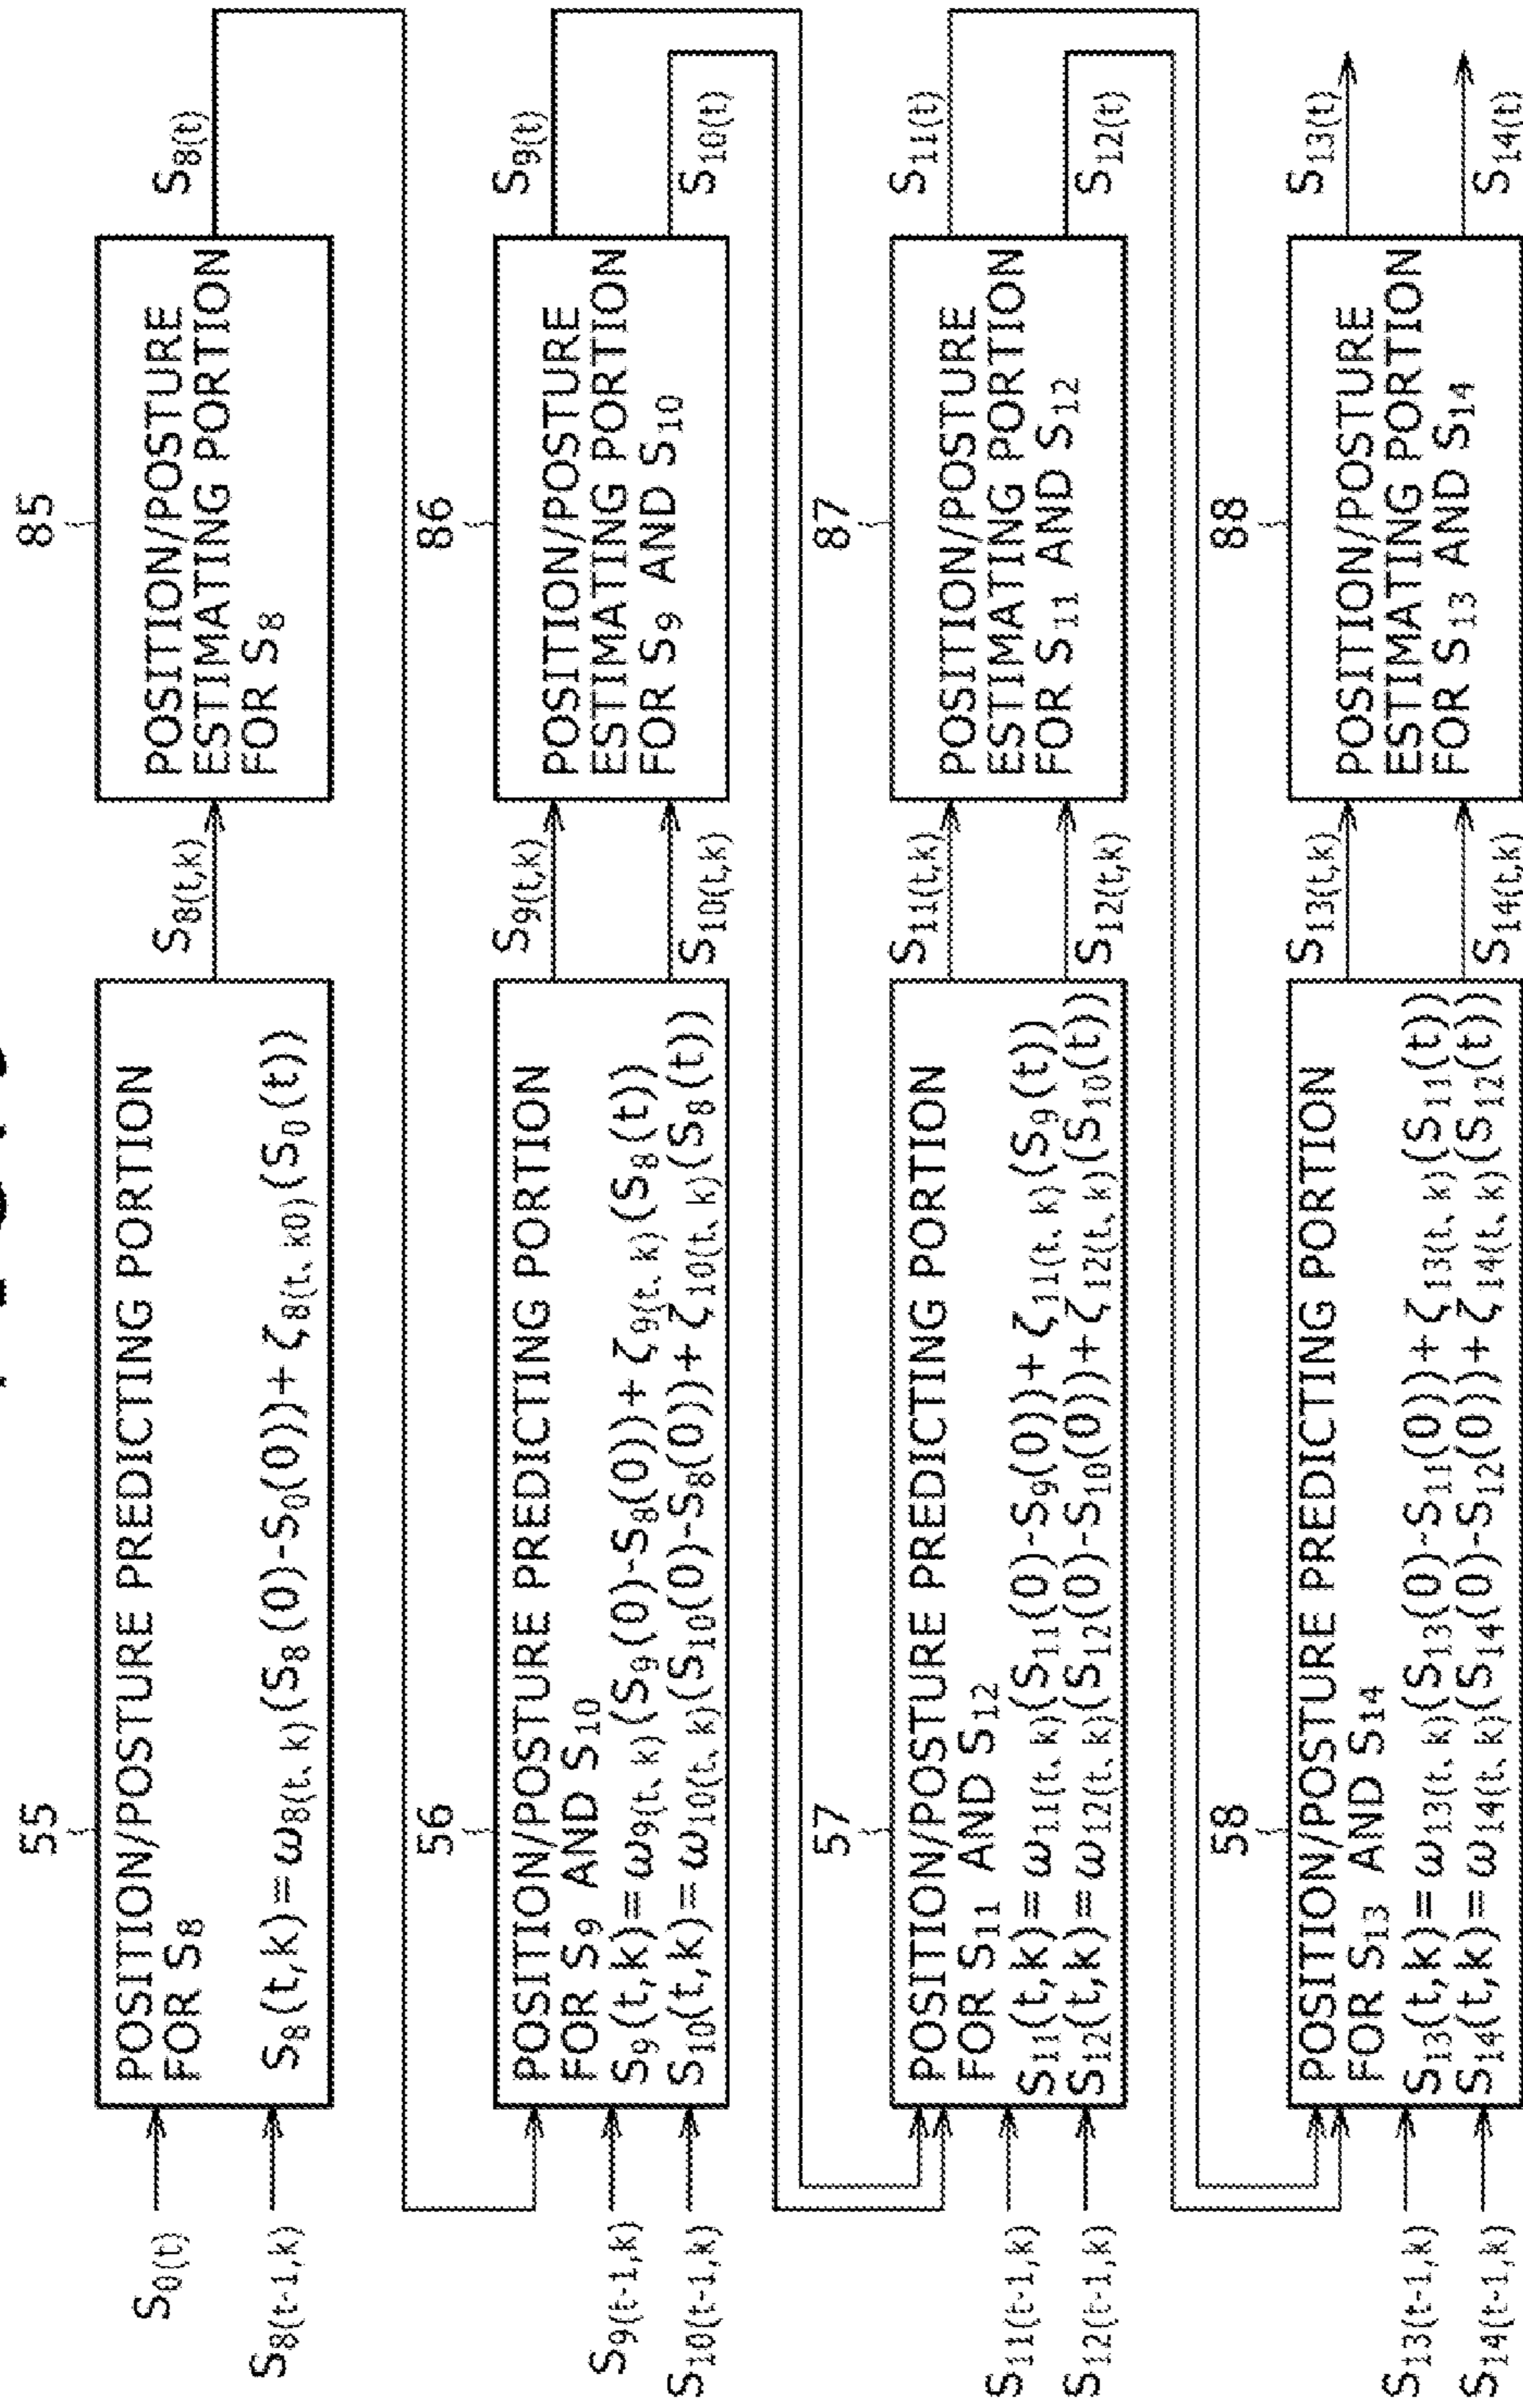 55
POSITION/POSTURE PREDICTING PORTION
FOR S₈
S₈(t,k)=ω₈₍t、k₎(S₈(0)-S₀(0))+ζ₈₍t、k0₎(S₀(t))
S₀(t)
S₈(t-1,k)
S₈(t,k)
85
POSITION/POSTURE
ESTIMATING PORTION
FOR S₈
S₈(t)
56
POSITION/POSTURE PREDICTING PORTION
FOR S₉ AND S₁₀
S₉(t,k)=ω₉₍t、k₎(S₉(0)-S₈(0))+ζ₉₍t、k₎(S₈(t))
S₁₀(t,k)=ω₁₀₍t、k₎(S₁₀(0)-S₈(0))+ζ₁₀₍t、k₎(S₈(t))
S₉(t-1,k)
S₁₀(t-1,k)
S₉(t,k)
S₁₀(t,k)
86
POSITION/POSTURE
ESTIMATING PORTION
FOR S₉ AND S₁₀
S₉(t)
S₁₀(t)
57
POSITION/POSTURE PREDICTING PORTION
FOR S₁₁ AND S₁₂
S₁₁(t,k)=ω₁₁₍t、k₎(S₁₁(0)-S₉(0))+ζ₁₁₍t、k₎(S₉(t))
S₁₂(t,k)=ω₁₂₍t、k₎(S₁₂(0)-S₁₀(0))+ζ₁₂₍t、k₎(S₁₀(t))
S₁₁(t-1,k)
S₁₂(t-1,k)
S₁₁(t,k)
S₁₂(t,k)
87
POSITION/POSTURE
ESTIMATING PORTION
FOR S₁₁ AND S₁₂
S₁₁(t)
S₁₂(t)
58
POSITION/POSTURE PREDICTING PORTION
FOR S₁₃ AND S₁₄
S₁₃(t,k)=ω₁₃₍t、k₎(S₁₃(0)-S₁₁(0))+ζ₁₃₍t、k₎(S₁₁(t))
S₁₄(t,k)=ω₁₄₍t、k₎(S₁₄(0)-S₁₂(0))+ζ₁₄₍t、k₎(S₁₂(t))
S₁₃(t-1,k)
S₁₄(t-1,k)
S₁₃(t,k)
S₁₄(t,k)
88
POSITION/POSTURE
ESTIMATING PORTION
FOR S₁₃ AND S₁₄
S₁₃(t)
S₁₄(t)